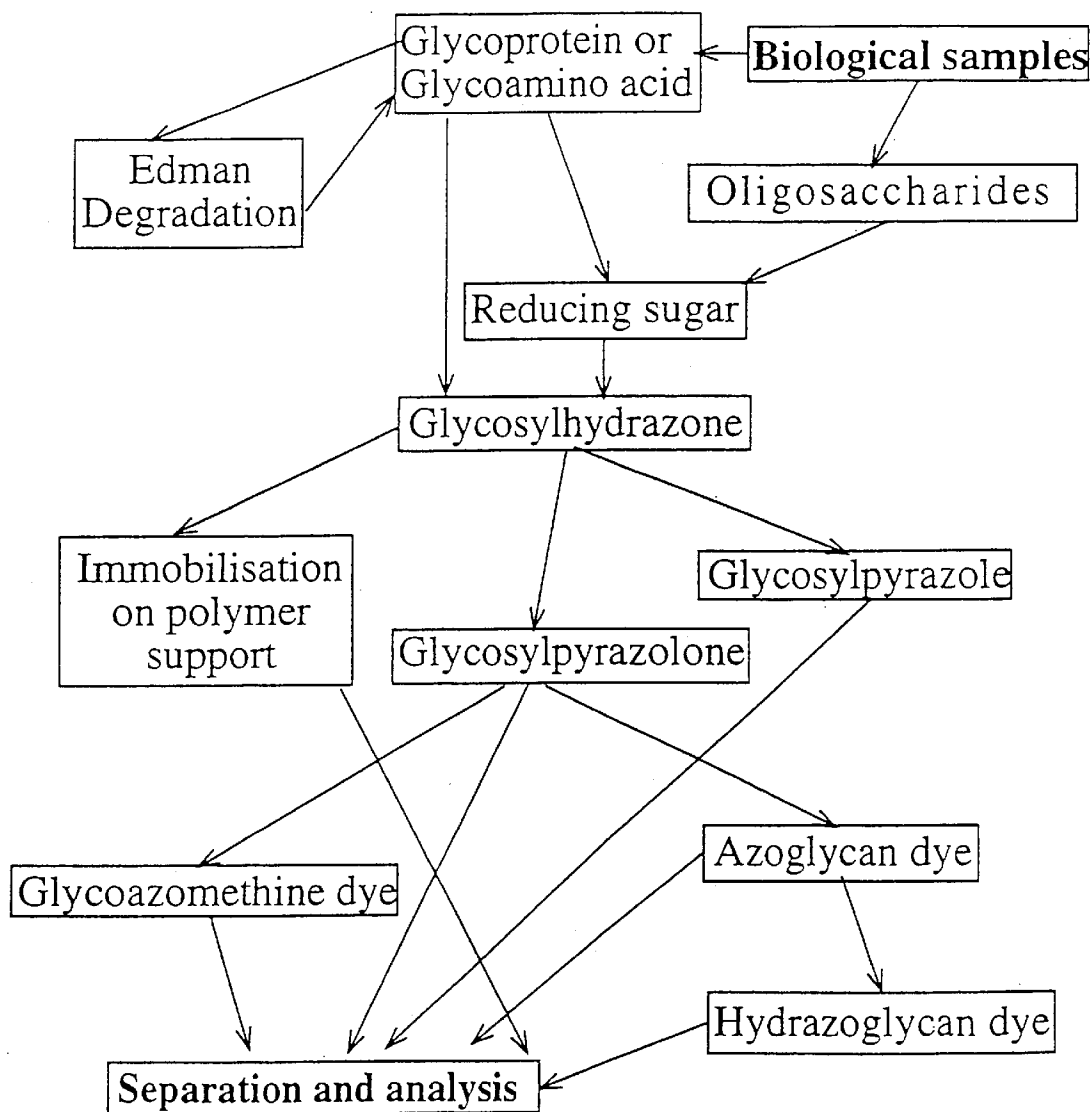 Glycoprotein or
Glycoamino acid
Biological samples
Edman
Degradation
Oligosaccharides
Reducing sugar
Glycosylhydrazone
Immobilisation
on polymer
support
Glycosylpyrazole
Glycosylpyrazolone
Glycoazomethine dye
Azoglycan dye
Hydrazoglycan dye
Separation and analysis